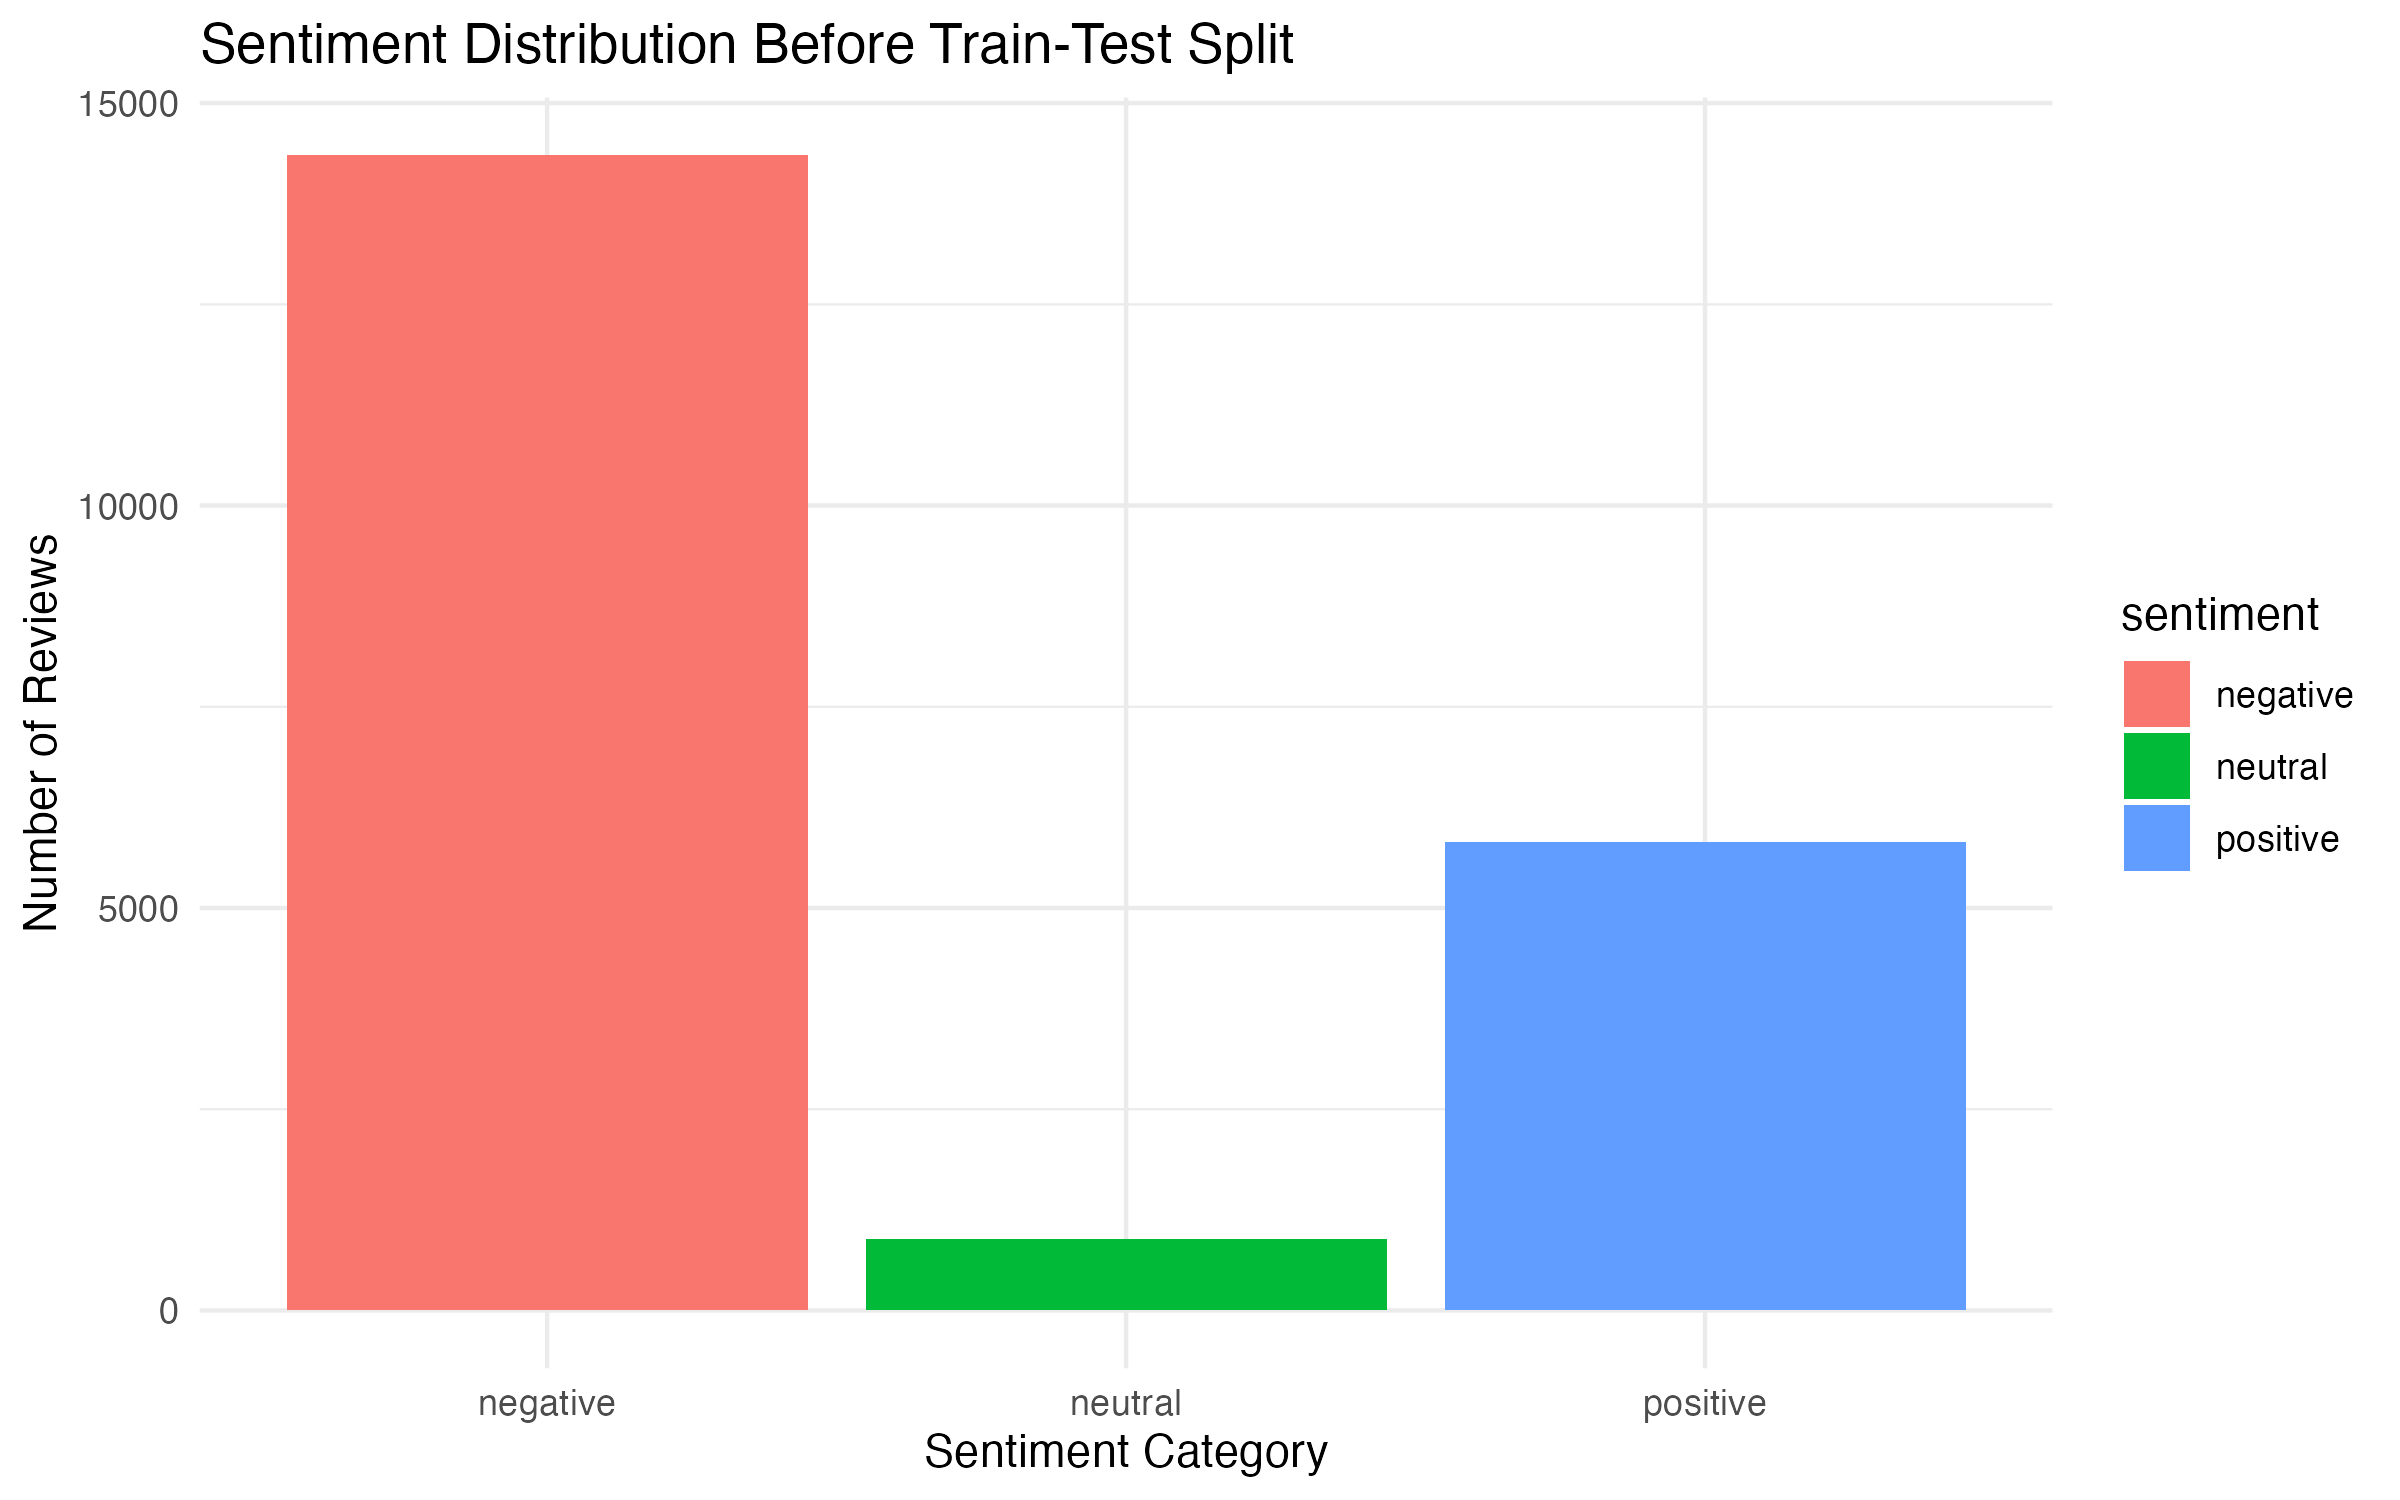 Sentiment Distribution Before Train-Test Split
15000
10000
5000
0
Number of Reviews
negative
neutral
positive
Sentiment Category
sentiment
negative
neutral
positive